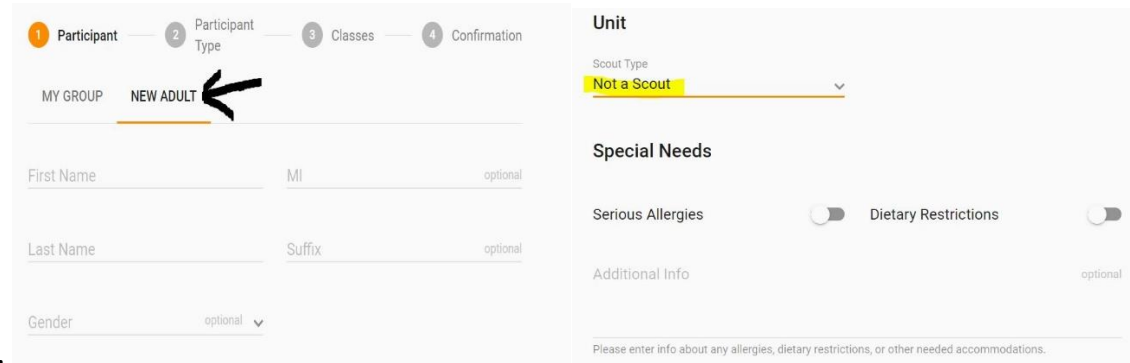 1 Participant 2 Participant Type 3 Classes 4 Confirmation
MY GROUP NEW ADULT
First Name MI optional
Last Name Suffix optional
Gender optional
Unit
Scout Type
Not a Scout
Special Needs
Serious Allergies Dietary Restrictions
Additional Info optional
Please enter info about any allergies, dietary restrictions, or other needed accommodations.